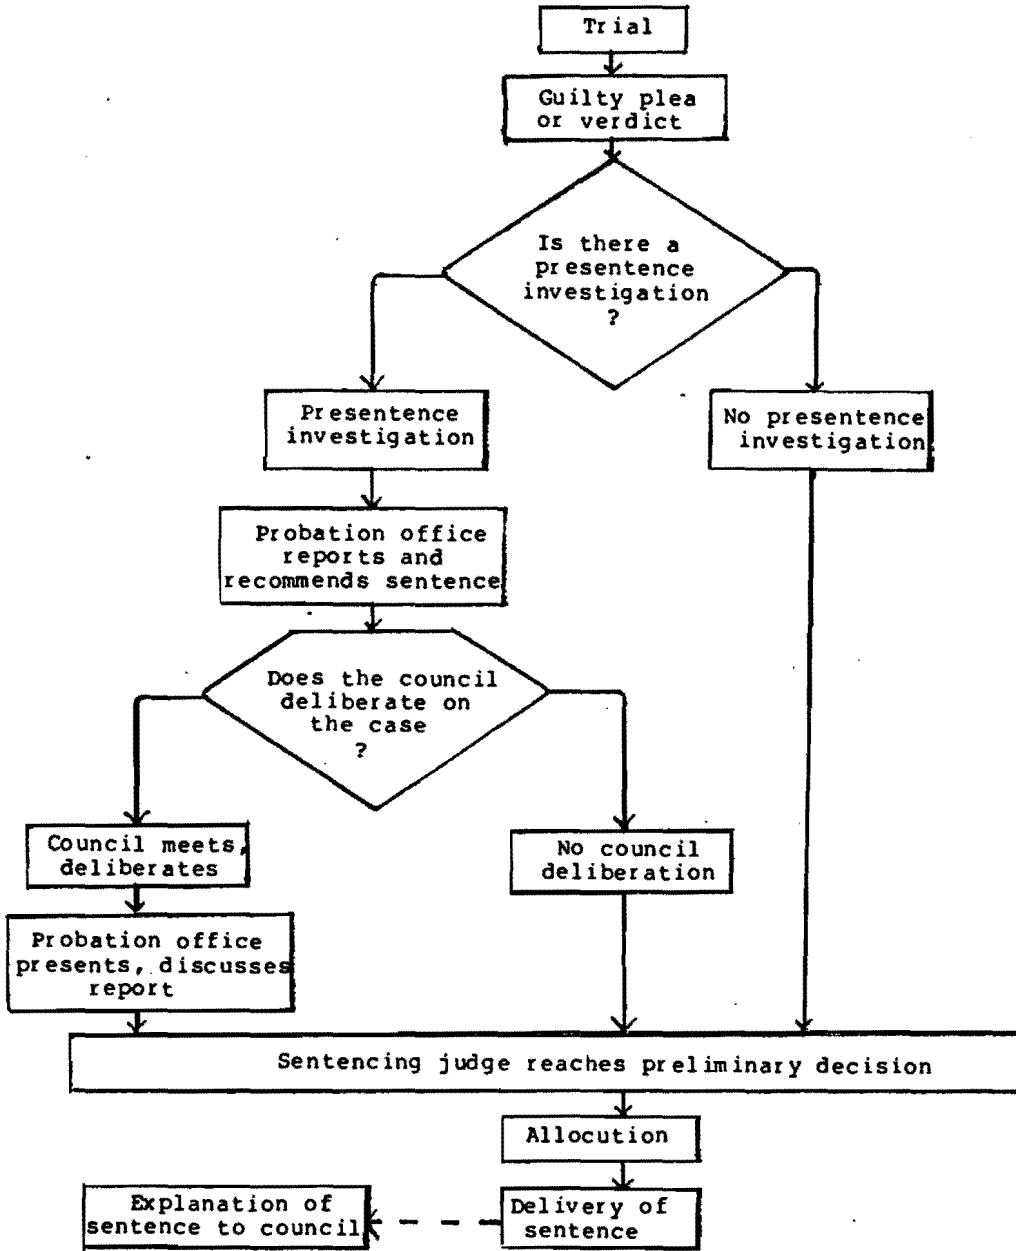 Trial
Guilty plea
or verdict
Is there a
presentence
investigation
?
Presentence
investigation
No presentence
investigation
Probation office
reports and
recommends sentence
Does the council
deliberate on
the case
?
Council meets,
deliberates
No council
deliberation
Probation office
presents, discusses
report
Sentencing judge reaches preliminary decision
Allocution
Explanation of
sentence to council
Delivery of
sentence